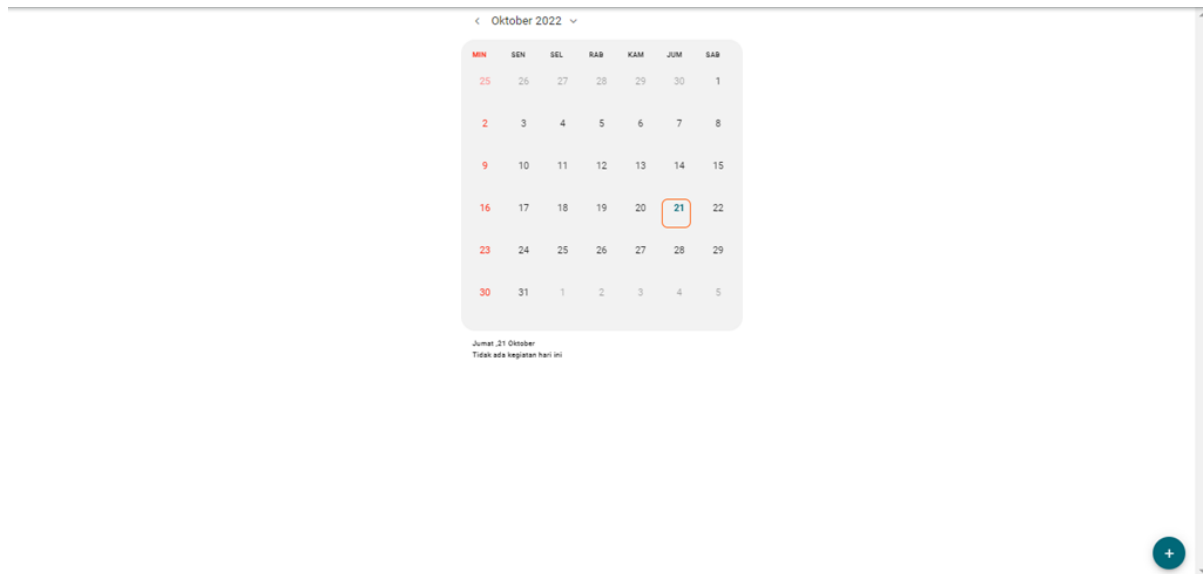 < Oktober 2022
MIN SEN SEL RAB KAM JUM SAB
25 26 27 28 29 30 1
2 3 4 5 6 7 8
9 10 11 12 13 14 15
16 17 18 19 20 21 22
23 24 25 26 27 28 29
30 31 1 2 3 4 5
Jumat ,21 Oktober
Tidak ada kegiatan hari ini
+